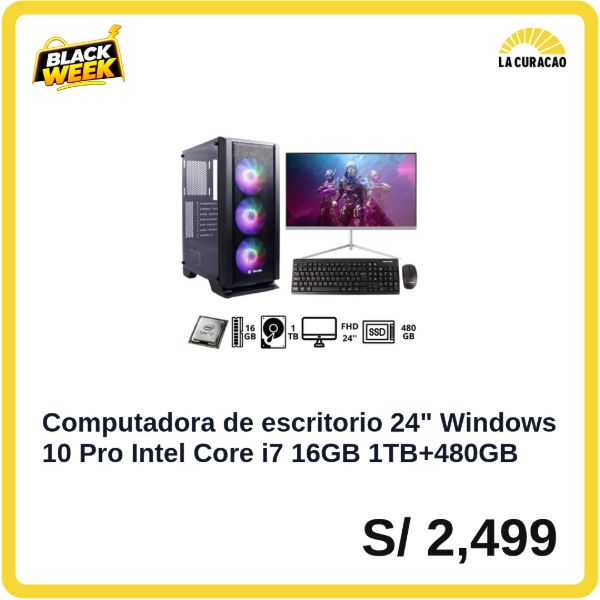 BLACK
WEEK
LA CURACAO
16
GB
1
TB
FHD
24''
SSD
480
GB
Computadora de escritorio 24" Windows
10 Pro Intel Core i7 16GB 1TB+480GB
S/ 2,499